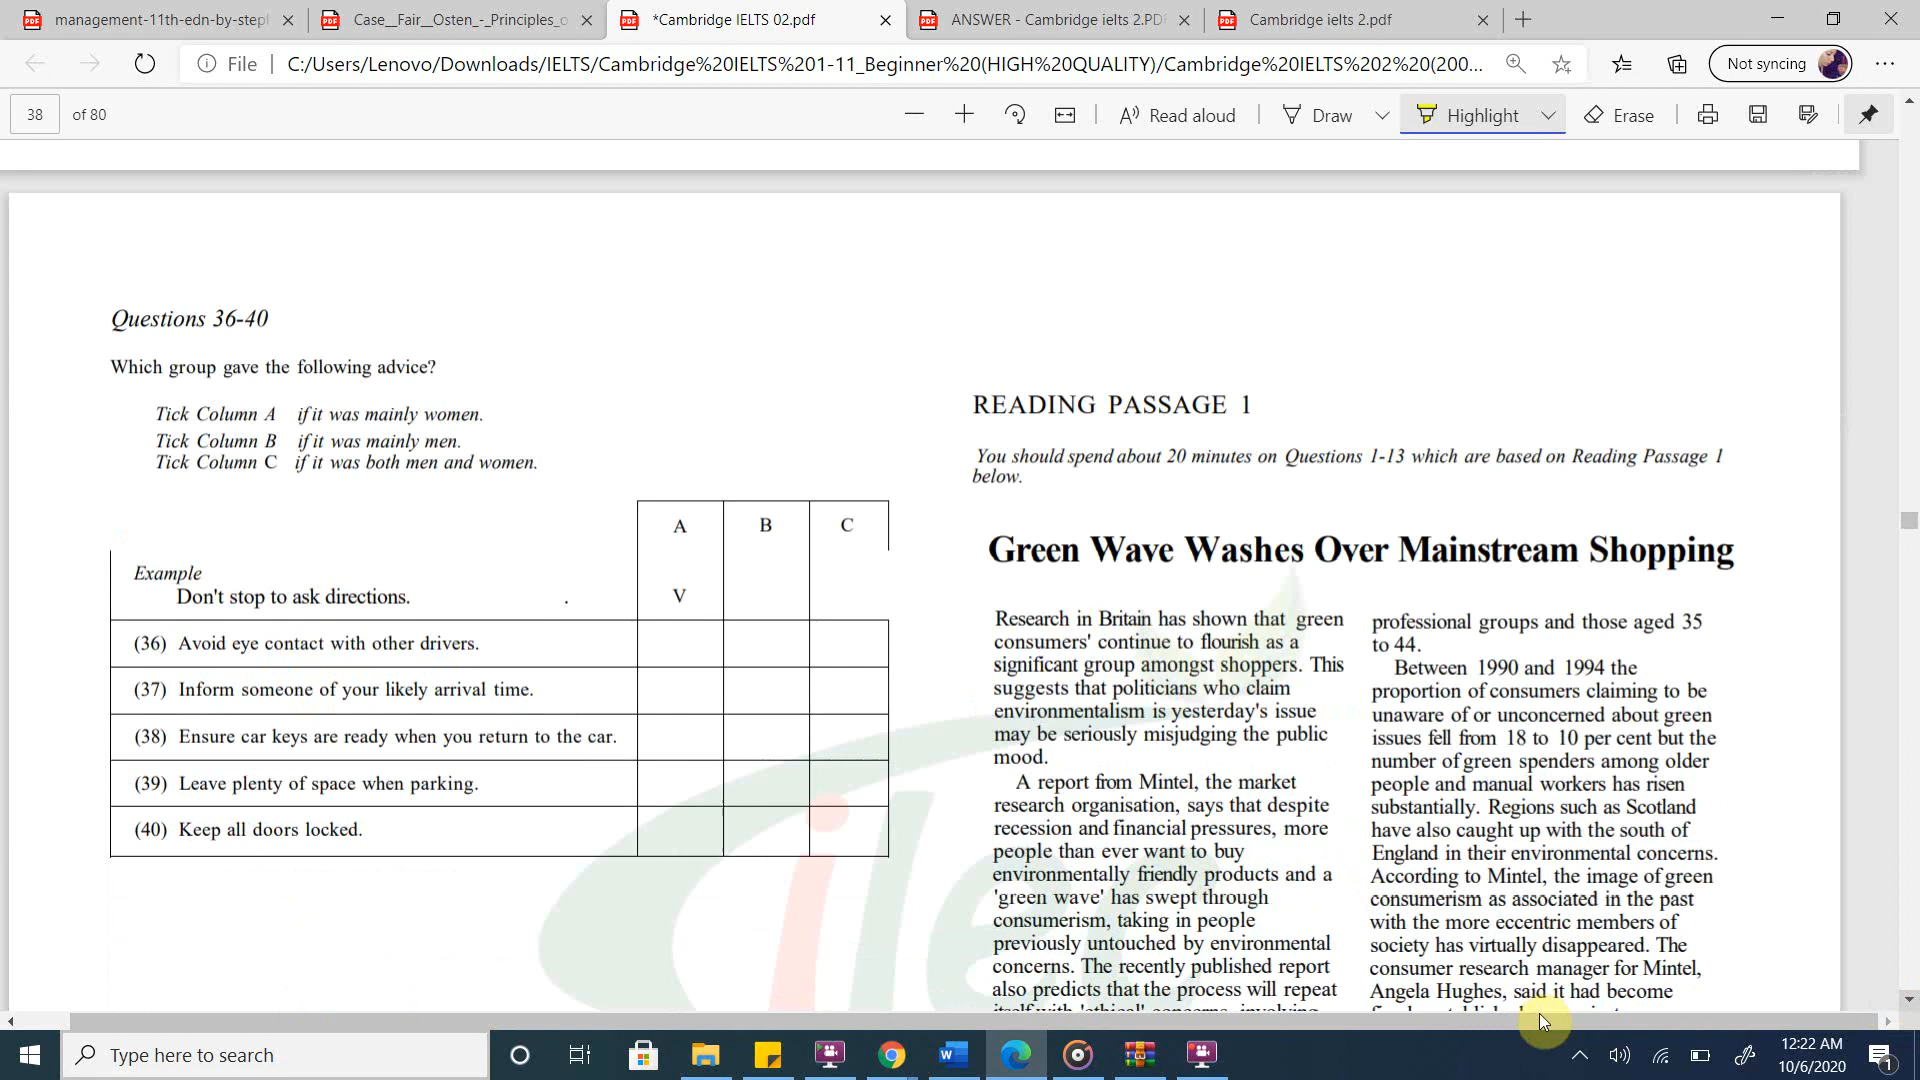 management-11th-edn-by-step
Case__Fair__Osten_-_Principles_o
*Cambridge IELTS 02.pdf
ANSWER - Cambridge ielts 2.PDF
Cambridge ielts 2.pdf
File
C:/Users/Lenovo/Downloads/IELTS/Cambridge%20IELTS%201-11_Beginner%20(HIGH%20QUALITY)/Cambridge%20IELTS%202%20(200...
Not syncing
38 of 80
Read aloud
Draw
Highlight
Erase
Questions 36-40
Which group gave the following advice?
Tick Column A if it was mainly women.
Tick Column B if it was mainly men.
Tick Column C if it was both men and women.
A B C
Example
Don't stop to ask directions. . V
(36) Avoid eye contact with other drivers.
(37) Inform someone of your likely arrival time.
(38) Ensure car keys are ready when you return to the car.
(39) Leave plenty of space when parking.
(40) Keep all doors locked.
READING PASSAGE 1
You should spend about 20 minutes on Questions 1-13 which are based on Reading Passage 1
below.
Green Wave Washes Over Mainstream Shopping
Research in Britain has shown that green
consumers' continue to flourish as a
significant group amongst shoppers. This
suggests that politicians who claim
environmentalism is yesterday's issue
may be seriously misjudging the public
mood.
A report from Mintel, the market
research organisation, says that despite
recession and financial pressures, more
people than ever want to buy
environmentally friendly products and a
'green wave' has swept through
consumerism, taking in people
previously untouched by environmental
concerns. The recently published report
also predicts that the process will repeat
itself with 'ethical' concerns, involving
professional groups and those aged 35
to 44.
Between 1990 and 1994 the
proportion of consumers claiming to be
unaware of or unconcerned about green
issues fell from 18 to 10 per cent but the
number of green spenders among older
people and manual workers has risen
substantially. Regions such as Scotland
have also caught up with the south of
England in their environmental concerns.
According to Mintel, the image of green
consumerism as associated in the past
with the more eccentric members of
society has virtually disappeared. The
consumer research manager for Mintel,
Angela Hughes, said it had become
ileo
Type here to search
12:22 AM
10/6/2020
1